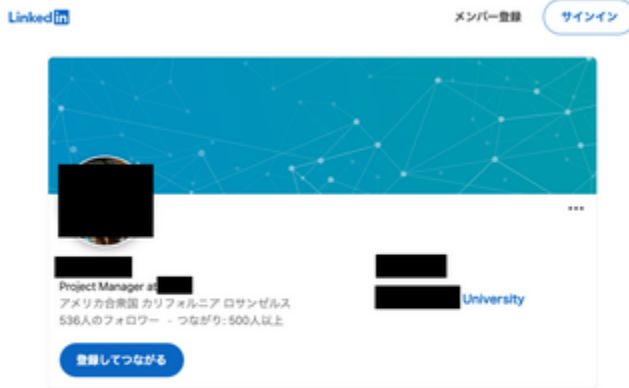 Linked in
メンバー登録
サインイン
Project Manager at
アメリカ合衆国 カリフォルニア ロサンゼルス
University
536人のフォロワー - つながり: 500人以上
登録してつながる